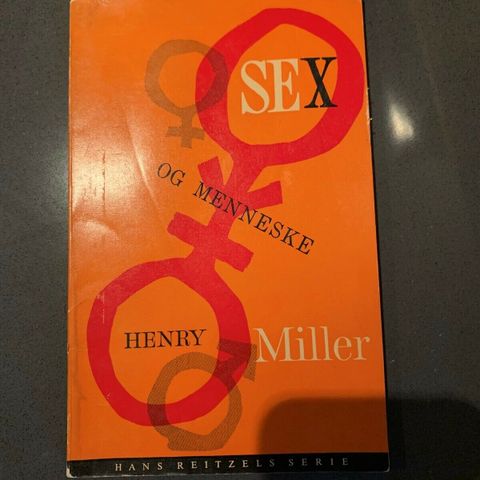 SEX
OG MENNESKE
HENRY Miller
HANS REITZELS SERIE